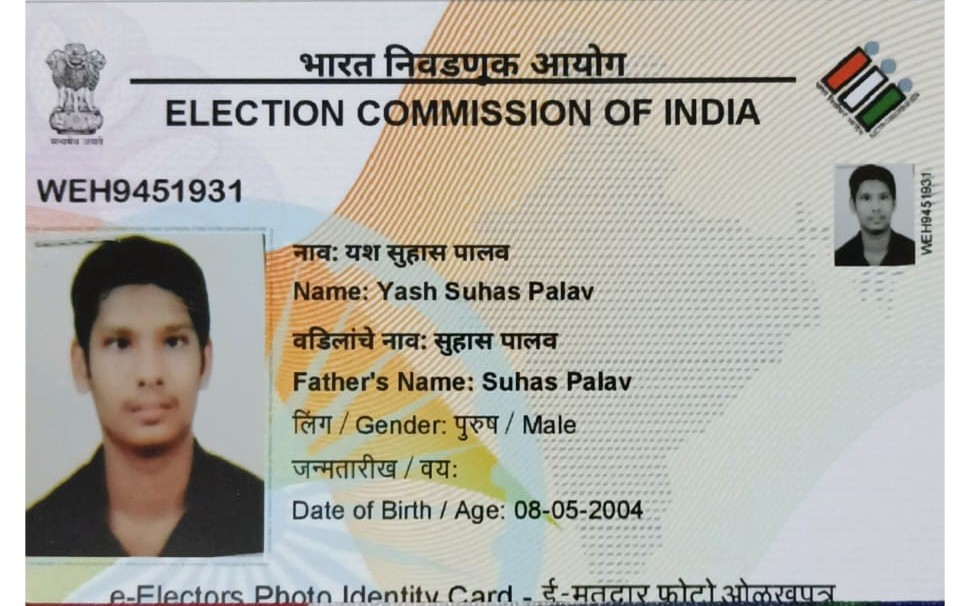 भारत निवडणूक आयोग
ELECTION COMMISSION OF INDIA
सत्यमेव जयते
WEH9451931
WEH9451931
नाव: यश सुहास पालव
Name: Yash Suhas Palav
वडिलांचे नाव: सुहास पालव
Father's Name: Suhas Palav
लिंग / Gender: पुरुष / Male
जन्मतारीख / वय:
Date of Birth / Age: 08-05-2004
e-Electors Photo Identity Card - ई-मतदार फोटो ओळखपत्र